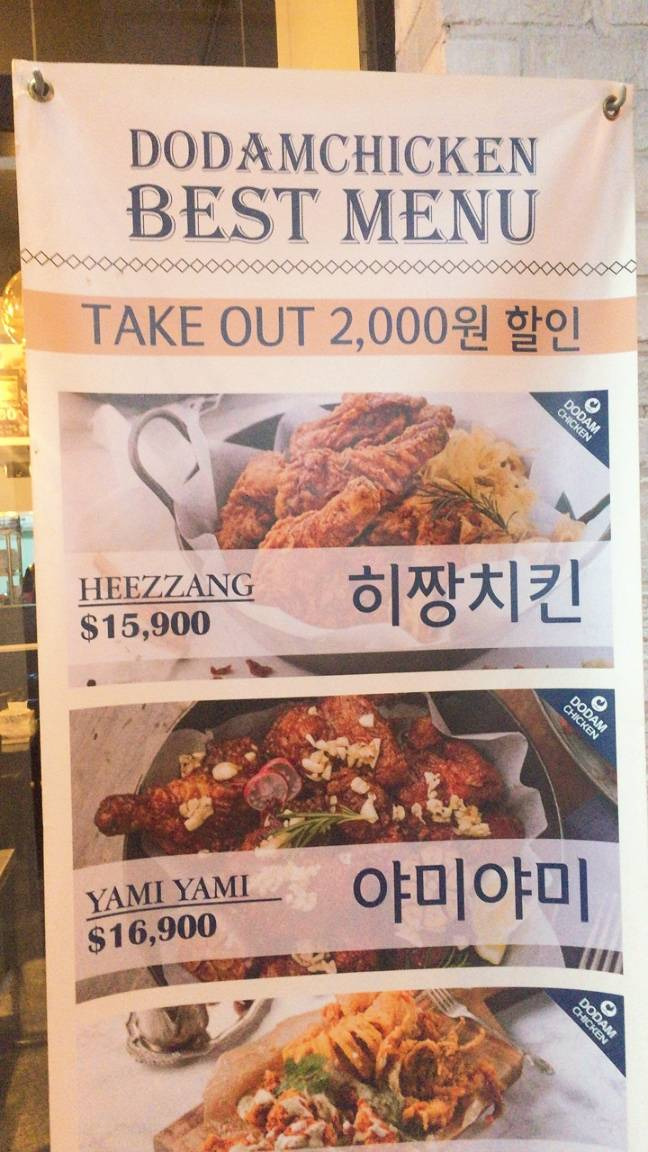 DODAMCHICKEN
BEST MENU
TAKE OUT 2,000원 할인
DODAM
CHICKEN
HEEZZANG
$15,900
히짱치킨
DODAM
CHICKEN
YAMI YAMI
$16,900
야미야미
DODAM
CHICKEN